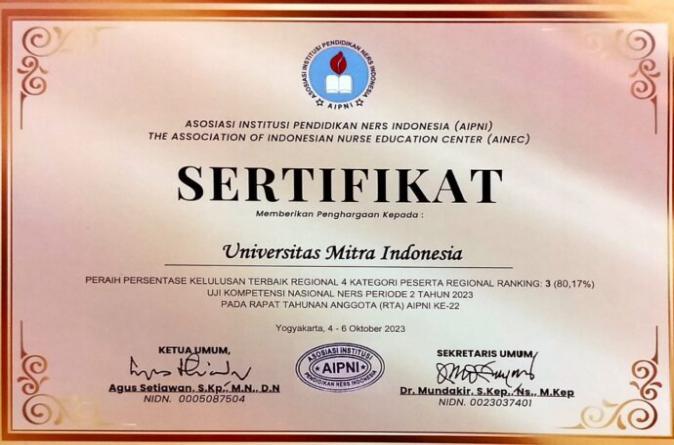 ASOSIASI INSTITUSI PENDIDIKAN NERS INDONESIA
AIPNI
ASOSIASI INSTITUSI PENDIDIKAN NERS INDONESIA (AIPNI)
THE ASSOCIATION OF INDONESIAN NURSE EDUCATION CENTER (AINEC)
SERTIFIKAT
Memberikan Penghargaan Kepada :
Universitas Mitra Indonesia
PERAIH PERSENTASE KELULUSAN TERBAIK REGIONAL 4 KATEGORI PESERTA REGIONAL RANKING: 3 (80,17%)
UJI KOMPETENSI NASIONAL NERS PERIODE 2 TAHUN 2023
PADA RAPAT TAHUNAN ANGGOTA (RTA) AIPNI KE-22
Yogyakarta, 4 - 6 Oktober 2023
KETUA UMUM,
Agus Setiawan, S.Kp., M.N., D.N
NIDN. 0005087504
ASOSIASI INSTITUSI
AIPNI
PENDIDIKAN NERS INDONESIA
SEKRETARIS UMUM,
Dr. Mundakir, S.Kep., Ns., M.Kep
NIDN. 0023037401